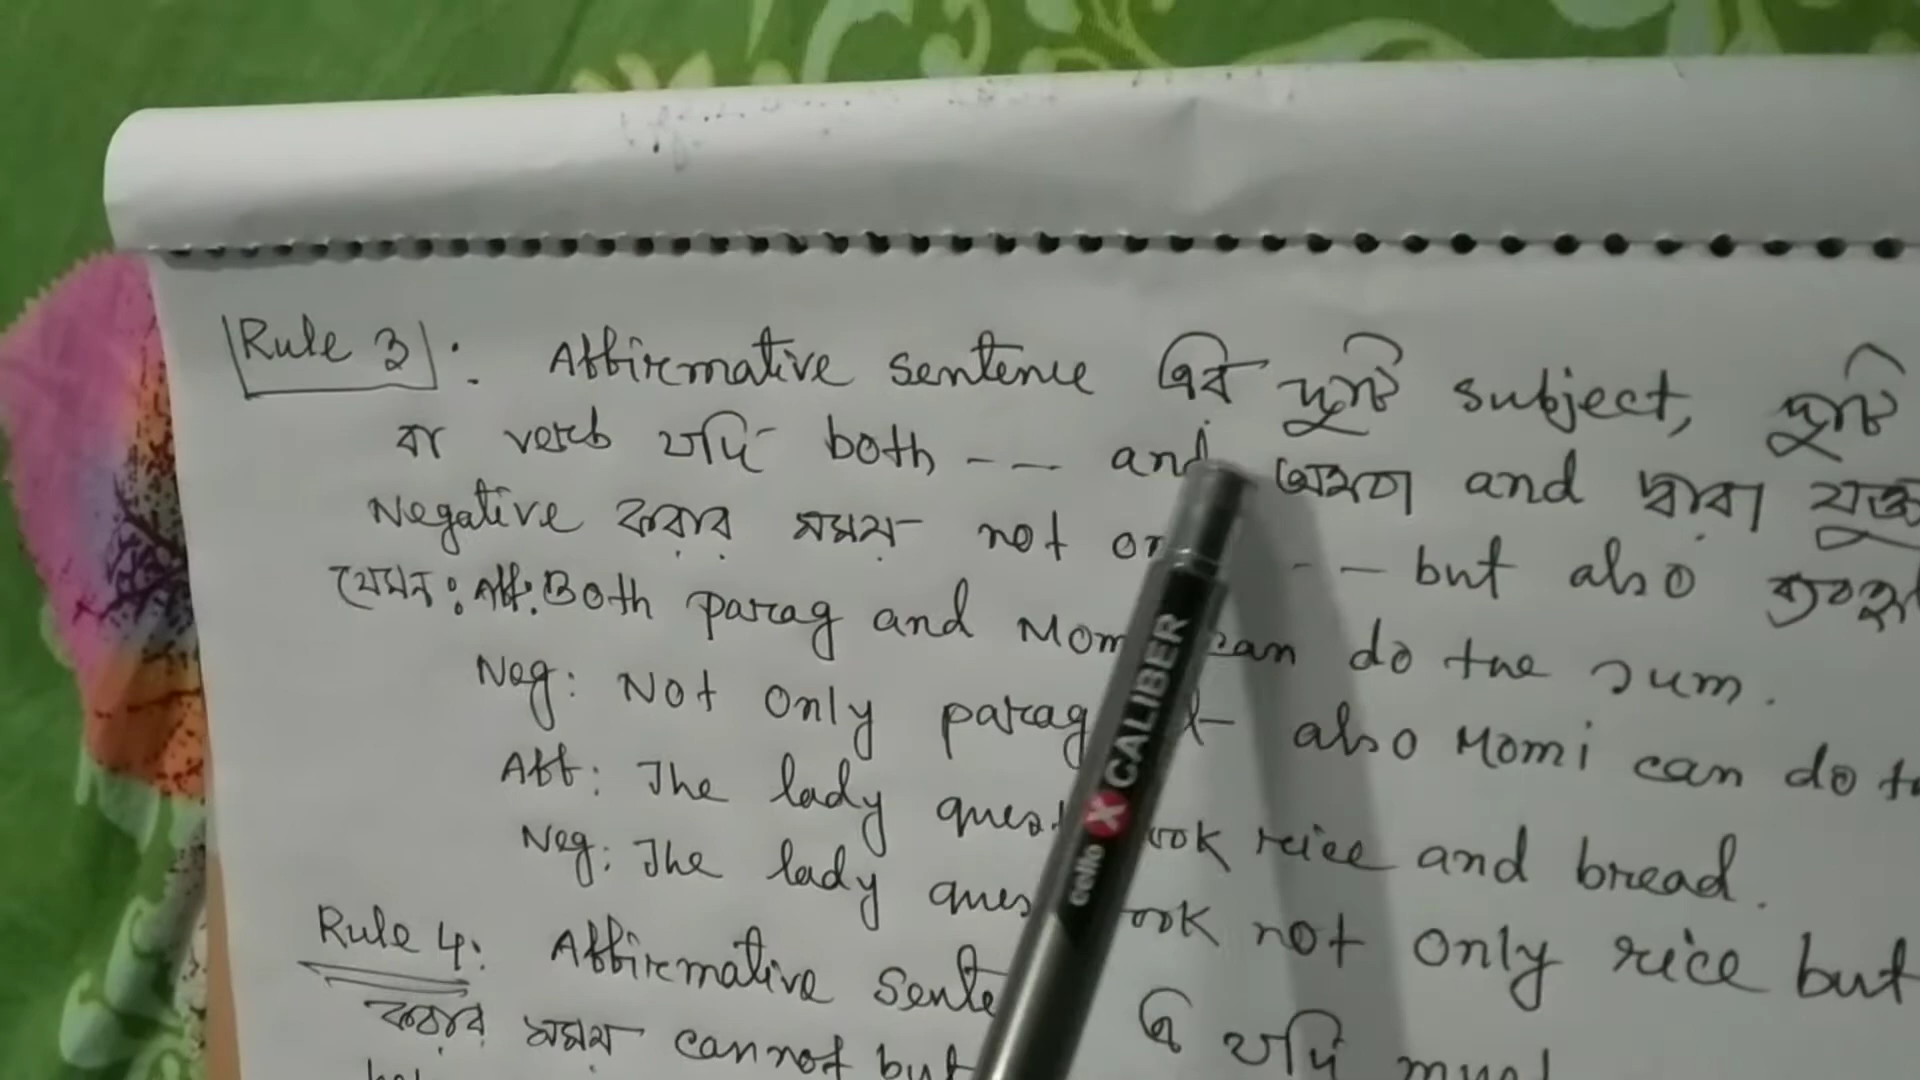 Rule 3: Affirmative sentence এর দুটি subject, দুটি
বা verb যদি both -- and অথবা and দ্বারা যুক্ত
Negative করার সময় not -- but also
যেমন: Aff: Both parag and Momi can do the sum.
Neg: Not only parag also Momi can do
Aff: The lady rice and bread.
Neg: The lady not only rice but
Rule 4: Affirmative যদি must
করার সময় cannot but
cello CALIBER